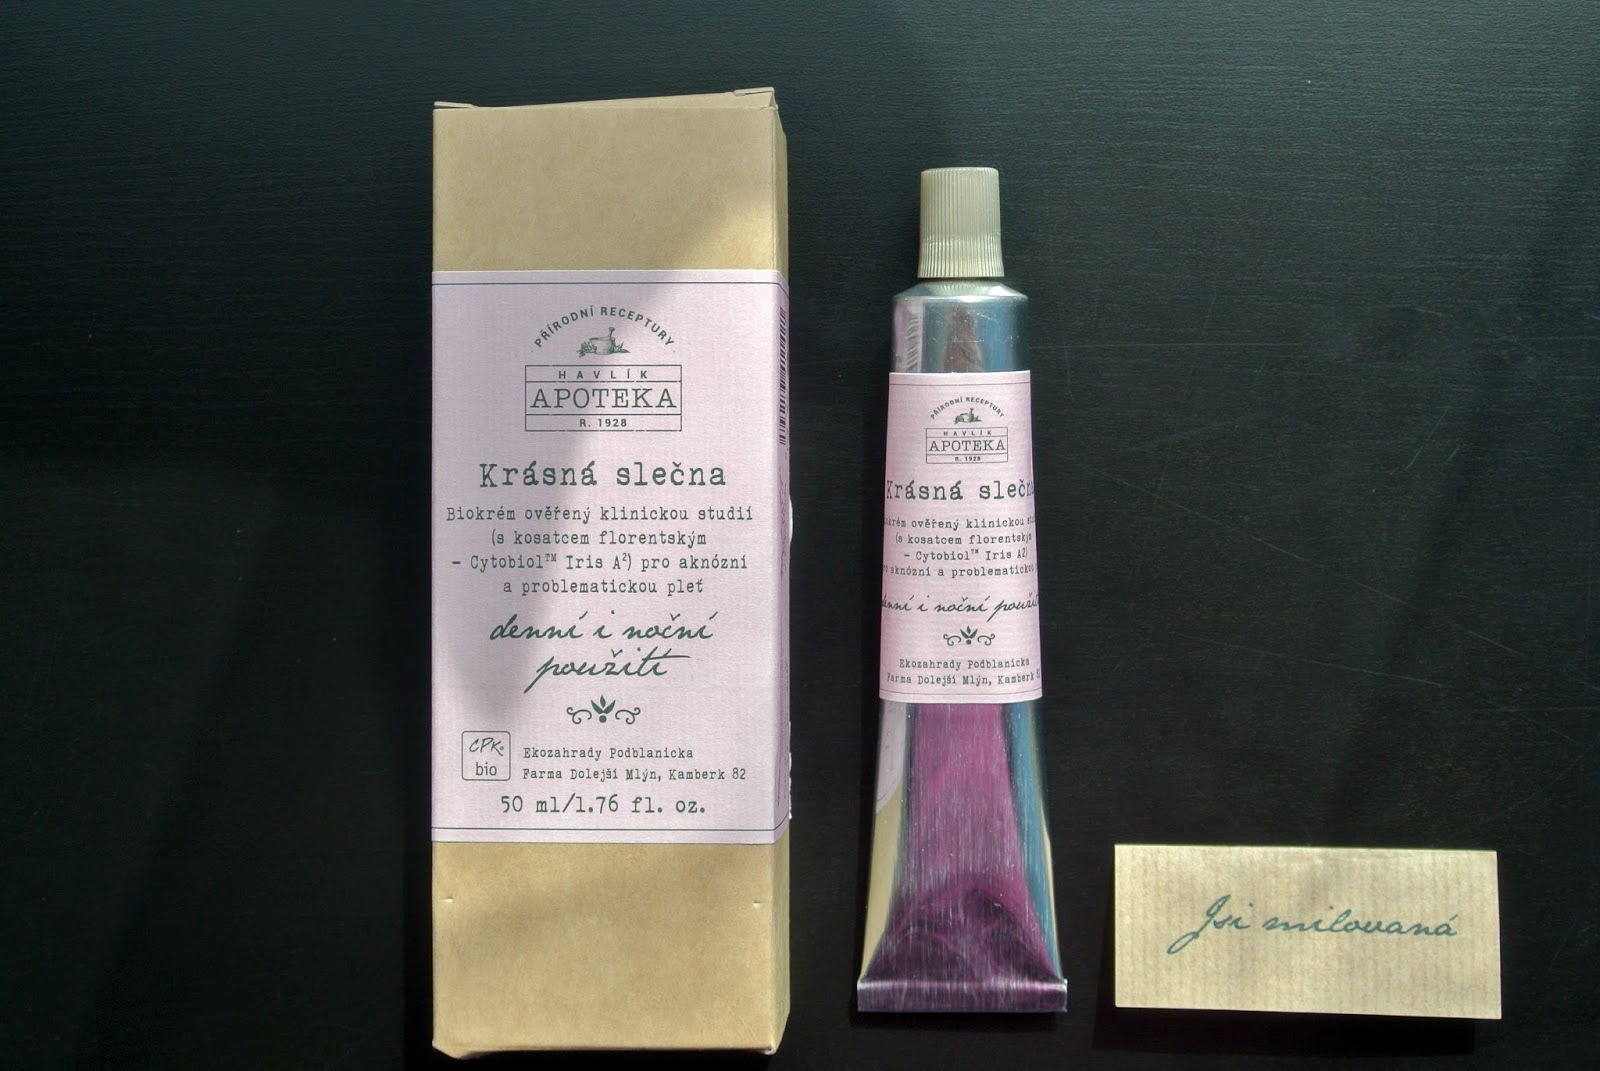 PŘÍRODNÍ RECEPTURY
HAVLÍK
APOTEKA
R. 1928
Krásná slečna
Biokrém ověřený klinickou studií
(s kosatcem florentským
– Cytobiol™ Iris A²) pro aknózní
a problematickou pleť
denní i noční
použití
CPK®
bio
Ekozahrady Podblanicka
Farma Dolejší Mlýn, Kamberk 82
50 ml/1.76 fl. oz.
PŘÍRODNÍ RECEPTURY
HAVLÍK
APOTEKA
R. 1928
Krásná slečna
ověřený klinickou
(s kosatcem florentským
– Cytobiol™ Iris A2)
aknózní a problematickou
denní i noční použití
Ekozahrady Podblanicka
Farma Dolejší Mlýn, Kamberk 82
Jsi milovaná